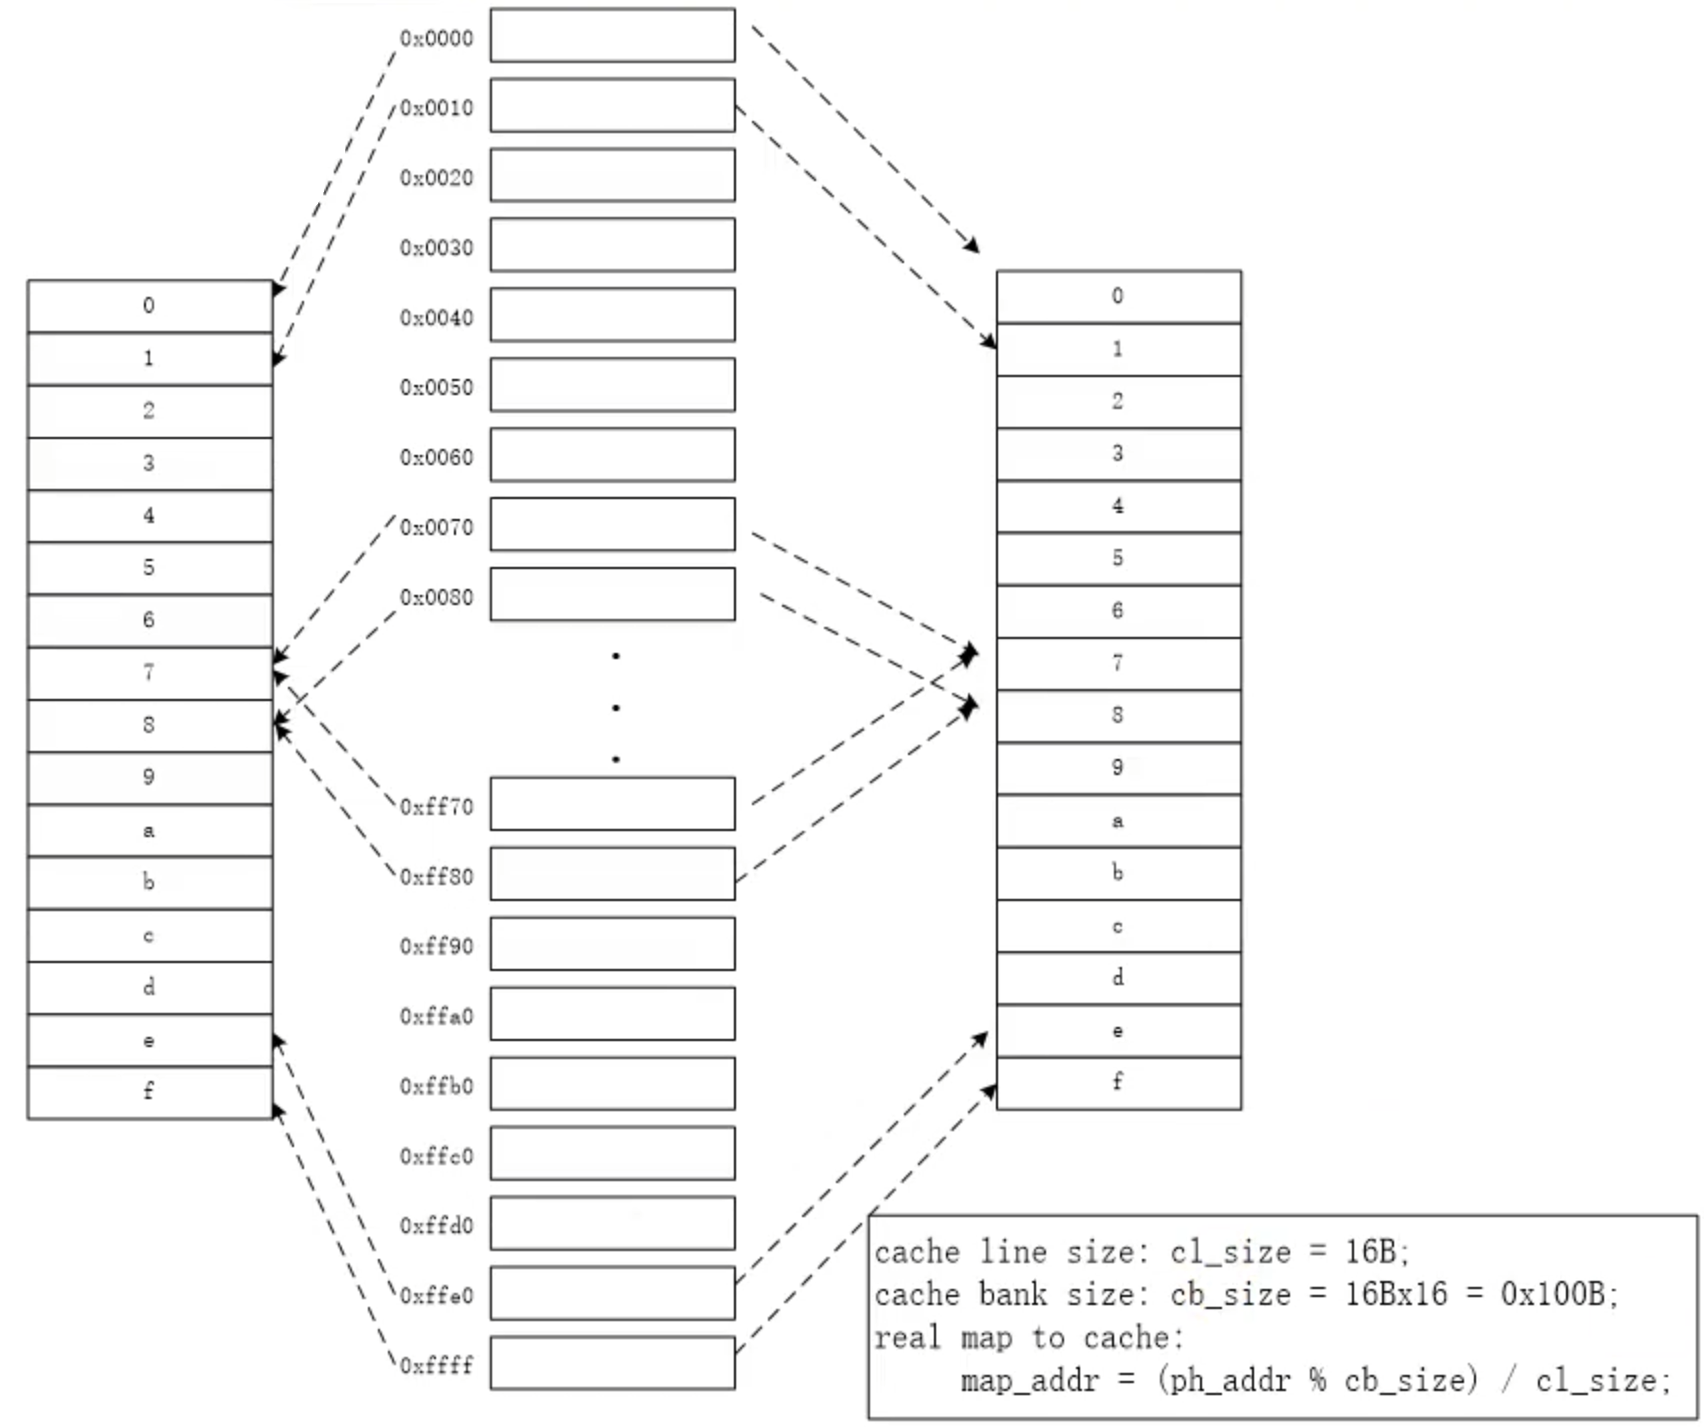 0x0000
0x0010
0x0020
0x0030
0x0040
0x0050
0x0060
0x0070
0x0080
0xff70
0xff80
0xff90
0xffa0
0xffb0
0xffc0
0xffd0
0xffe0
0xffff
0
1
2
3
4
5
6
7
8
9
a
b
c
d
e
f
0
1
2
3
4
5
6
7
8
9
a
b
c
d
e
f
cache line size: cl_size = 16B;
cache bank size: cb_size = 16Bx16 = 0x100B;
real map to cache:
map_addr = (ph_addr % cb_size) / cl_size;